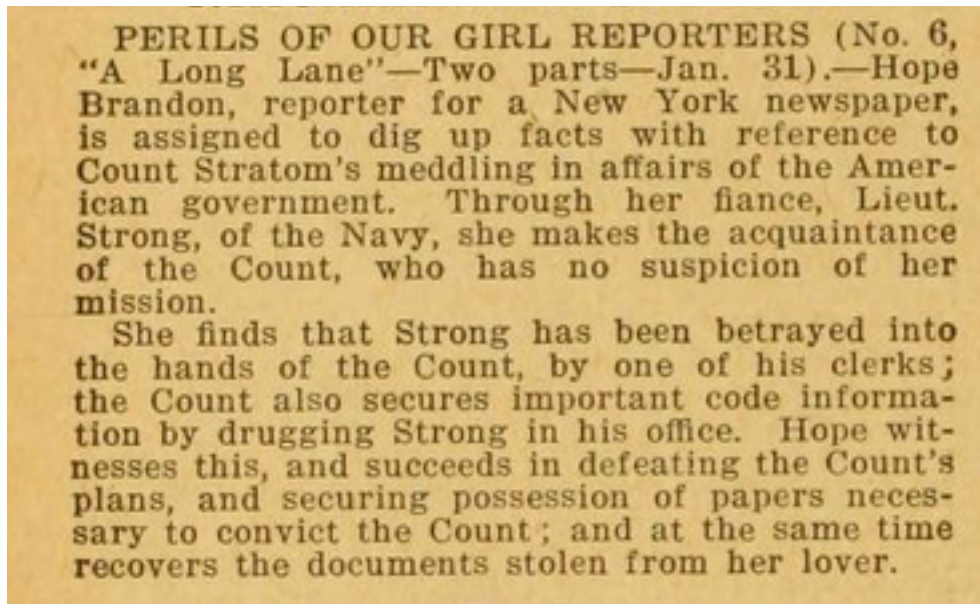 PERILS OF OUR GIRL REPORTERS (No. 6,
"A Long Lane"—Two parts—Jan. 31).—Hope
Brandon, reporter for a New York newspaper,
is assigned to dig up facts with reference to
Count Stratom's meddling in affairs of the Amer-
ican government. Through her fiance, Lieut.
Strong, of the Navy, she makes the acquaintance
of the Count, who has no suspicion of her
mission.
She finds that Strong has been betrayed into
the hands of the Count, by one of his clerks;
the Count also secures important code informa-
tion by drugging Strong in his office. Hope wit-
nesses this, and succeeds in defeating the Count's
plans, and securing possession of papers neces-
sary to convict the Count; and at the same time
recovers the documents stolen from her lover.